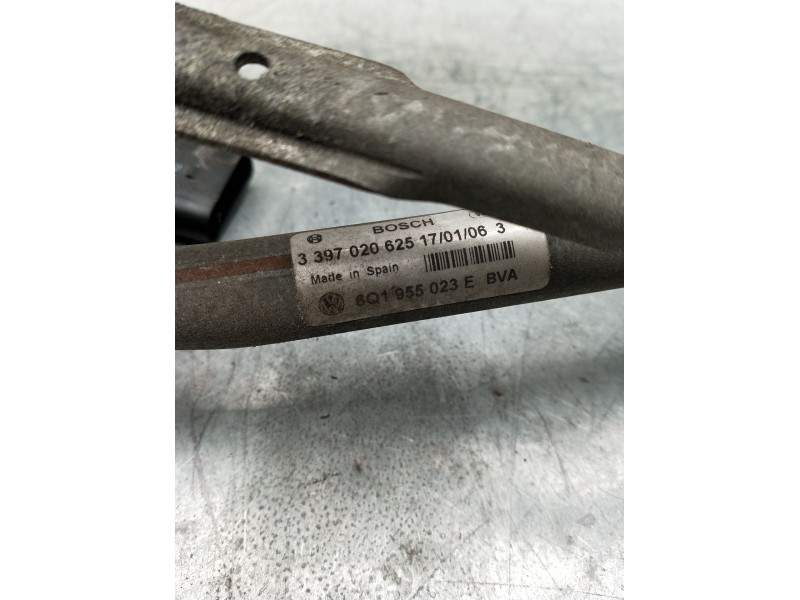 BOSCH
3 397 020 625 17/01/06 3
Made in Spain
6Q1 955 023 E BVA